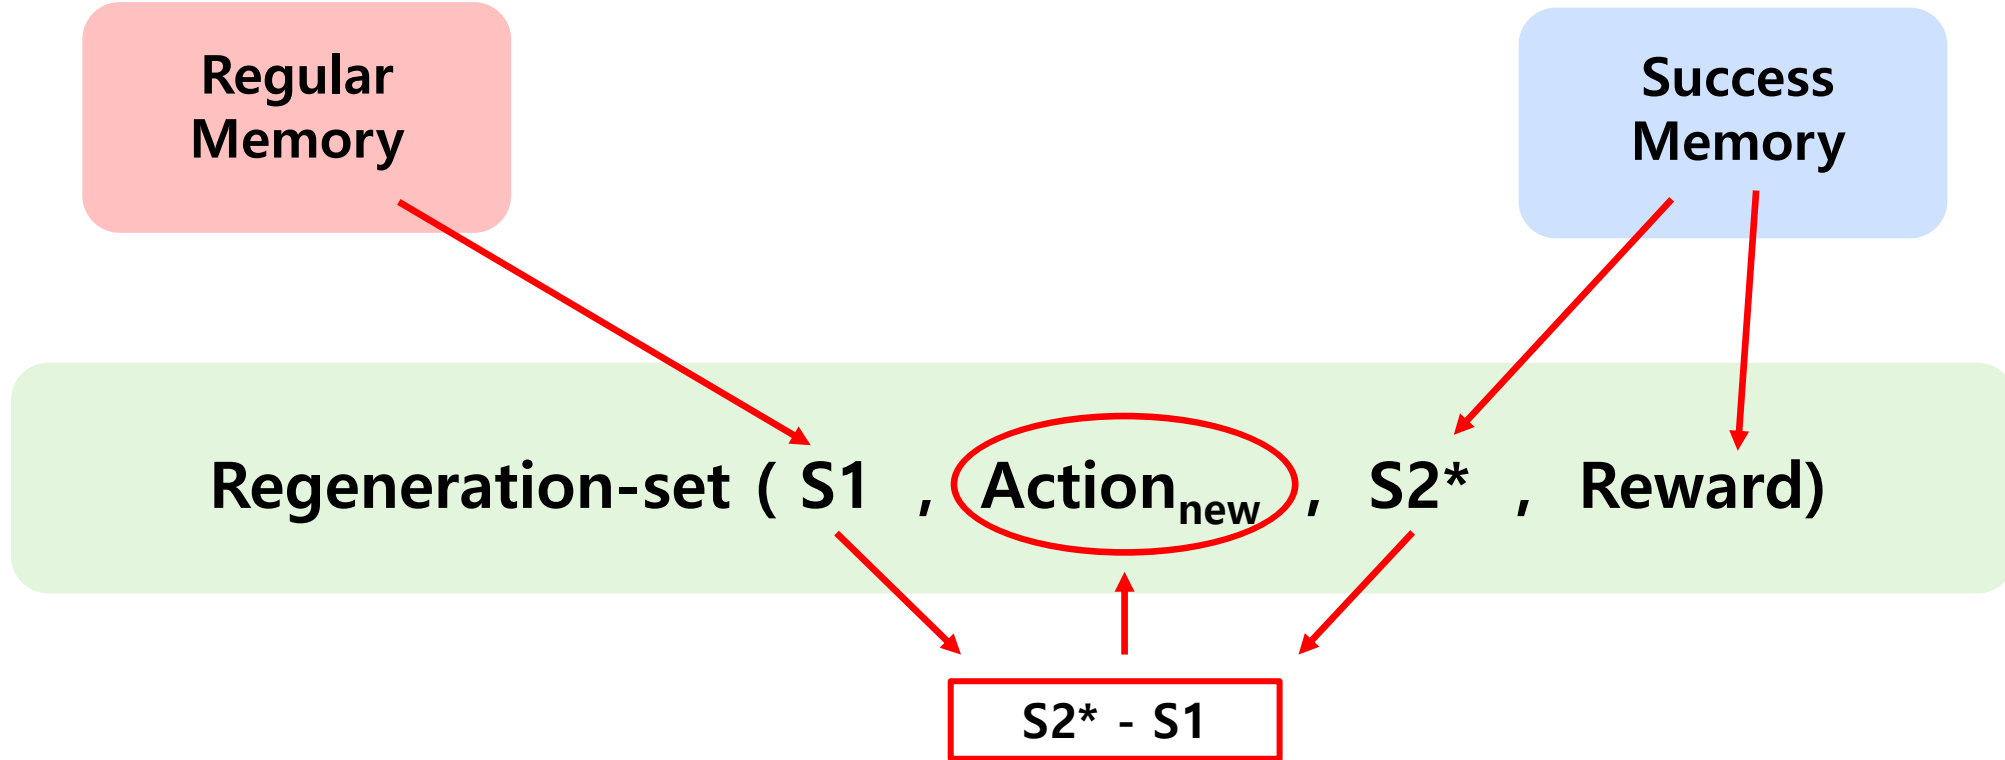 Regular
Memory
Success
Memory
Regeneration-set ( S1 , Actionnew , S2* , Reward)
S2* - S1